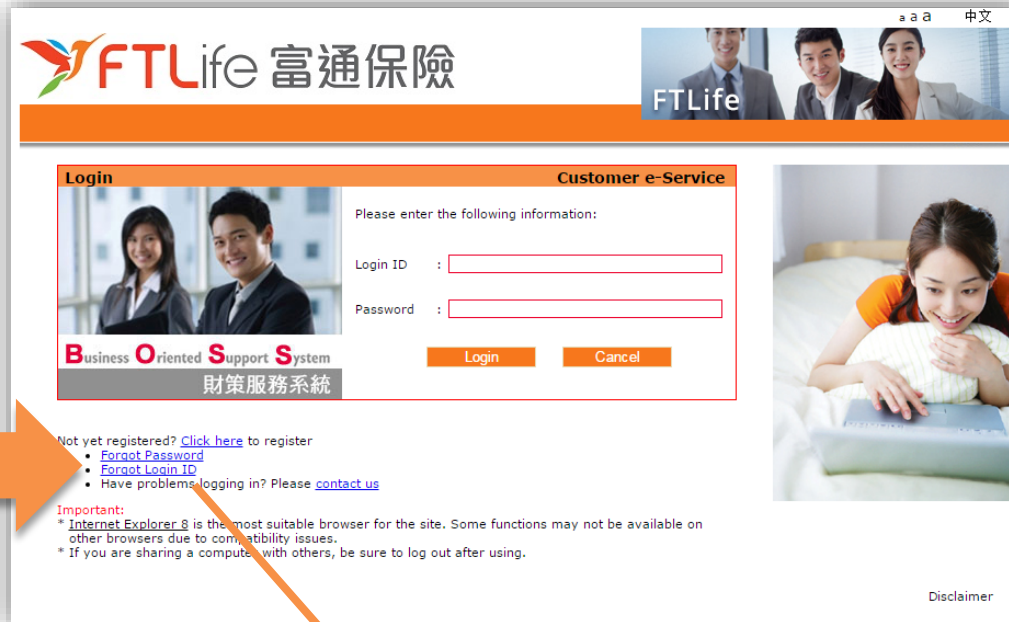 a a a 中文
FTLife 富通保險
FTLife
Login Customer e-Service
Please enter the following information:
Login ID :
Password :
Business Oriented Support System
財策服務系統
Login Cancel
Not yet registered? Click here to register
• Forgot Password
• Forgot Login ID
• Have problems logging in? Please contact us
Important:
* Internet Explorer 8 is the most suitable browser for the site. Some functions may not be available on
other browsers due to compatibility issues.
* If you are sharing a computer with others, be sure to log out after using.
Disclaimer